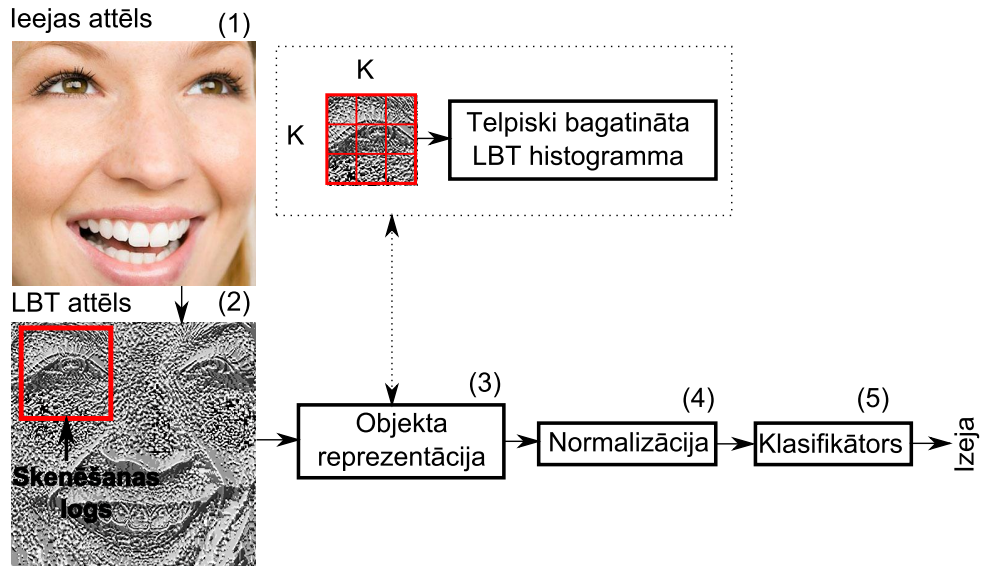 Ieejas attēls
(1)
K
K
Telpiski bagatināta
LBT histogramma
LBT attēls
(2)
Skenēšanas
logs
(3)
Objekta
reprezentācija
(4)
Normalizācija
(5)
Klasifikātors
Izeja